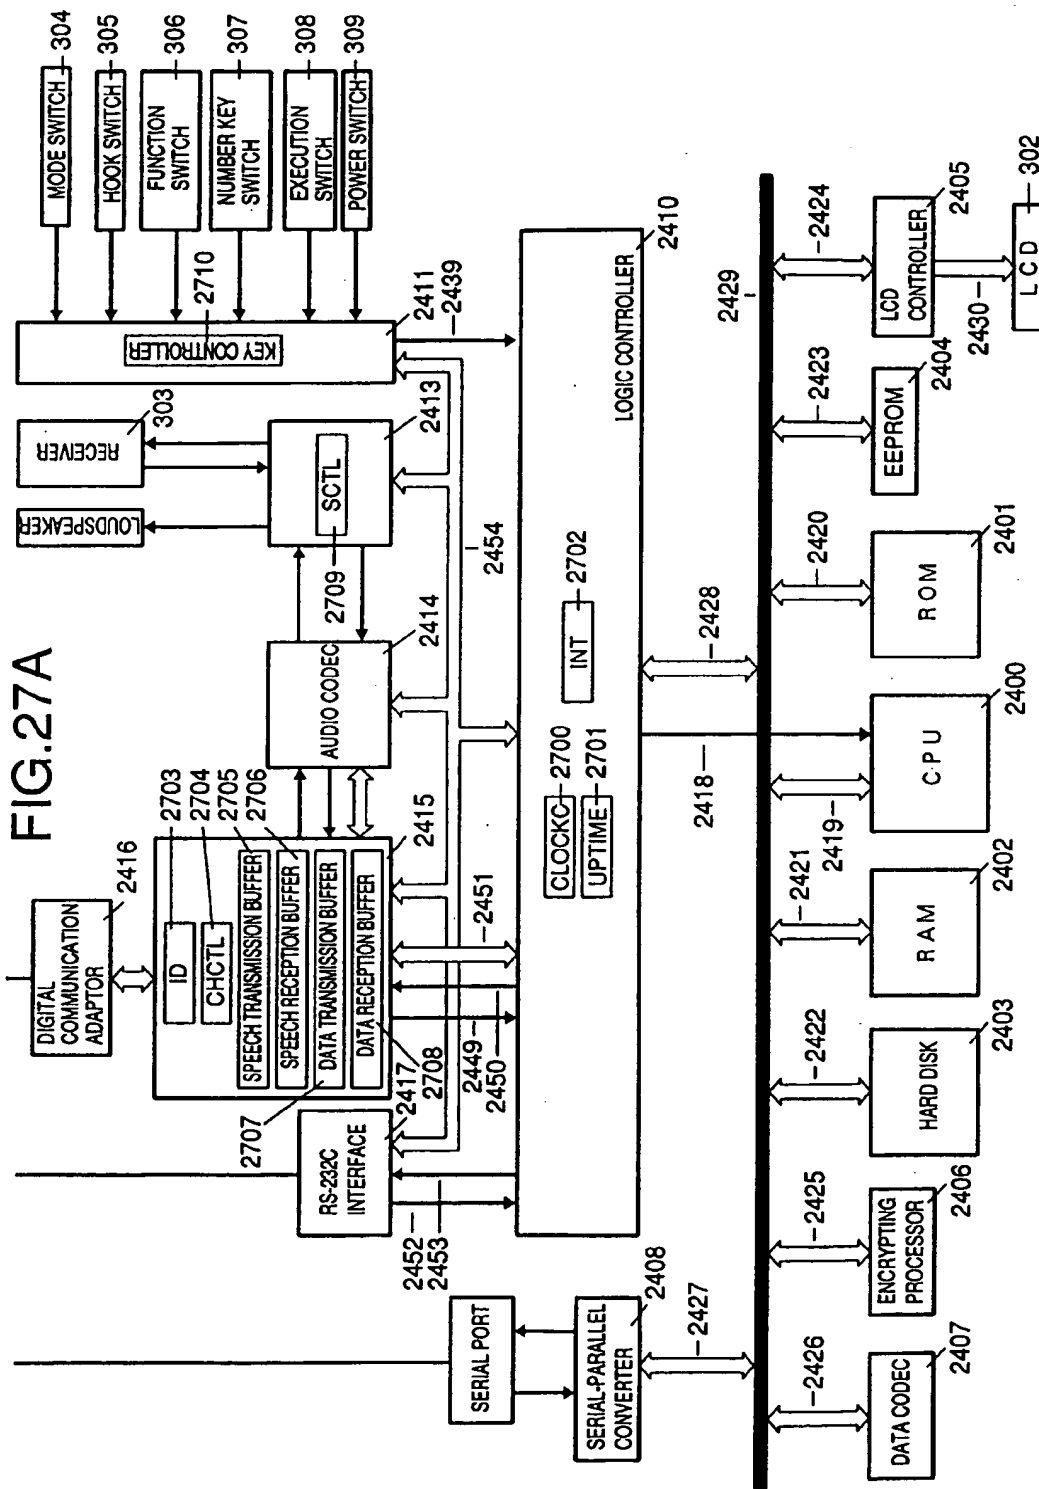 FIG.27A
MODE SWITCH
304
HOOK SWITCH
305
FUNCTION
SWITCH
306
NUMBER KEY
SWITCH
307
EXECUTION
SWITCH
308
POWER SWITCH
309
KEY CONTROLLER
2710
2411
2439
RECEIVER
303
LOUDSPEAKER
SCTL
2709
2413
AUDIO CODEC
2414
2454
DIGITAL
COMMUNICATION
ADAPTOR
2416
ID
2703
CHCTL
2704
SPEECH TRANSMISSION BUFFER
2705
SPEECH RECEPTION BUFFER
2706
DATA TRANSMISSION BUFFER
2707
DATA RECEPTION BUFFER
2708
2415
2451
2449
2450
RS-232C
INTERFACE
2417
2452
2453
SERIAL PORT
SERIAL-PARALLEL
CONVERTER
2408
2427
LOGIC CONTROLLER
2410
CLOCKC
2700
UPTIME
2701
INT
2702
2428
2418
2429
2426
DATA CODEC
2407
2425
ENCRYPTING
PROCESSOR
2406
2422
HARD DISK
2403
2421
RAM
2402
2419
CPU
2400
2420
ROM
2401
2423
EEPROM
2404
2424
LCD
CONTROLLER
2405
2430
LCD
302